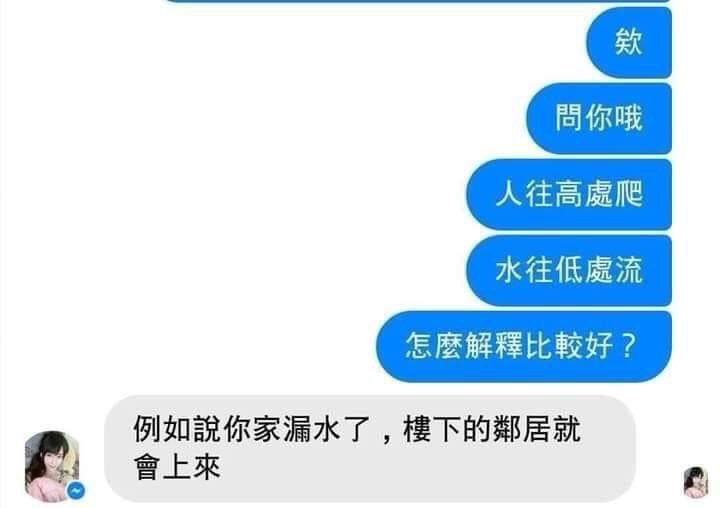 欸
問你哦
人往高處爬
水往低處流
怎麼解釋比較好？
例如說你家漏水了，樓下的鄰居就
會上來